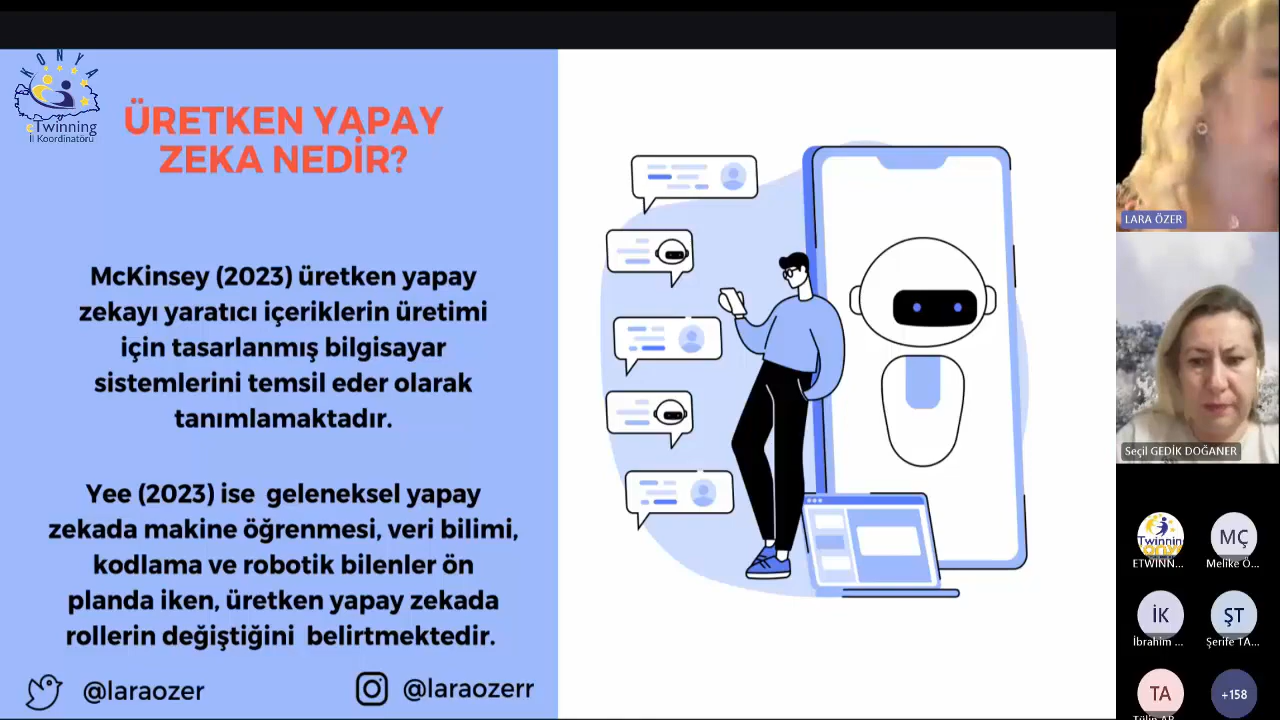 KONYA
eTwinning
İl Koordinatörü
ÜRETKEN YAPAY
ZEKA NEDİR?
McKinsey (2023) üretken yapay
zekayı yaratıcı içeriklerin üretimi
için tasarlanmış bilgisayar
sistemlerini temsil eder olarak
tanımlamaktadır.
Yee (2023) ise geleneksel yapay
zekada makine öğrenmesi, veri bilimi,
kodlama ve robotik bilenler ön
planda iken, üretken yapay zekada
rollerin değiştiğini belirtmektedir.
@laraozer
@laraozerr
LARA ÖZER
Seçil GEDİK DOĞANER
ETWINN...
MÇ
Melike Ö...
İK
İbrahim ...
ŞT
Şerife TA...
TA
+158